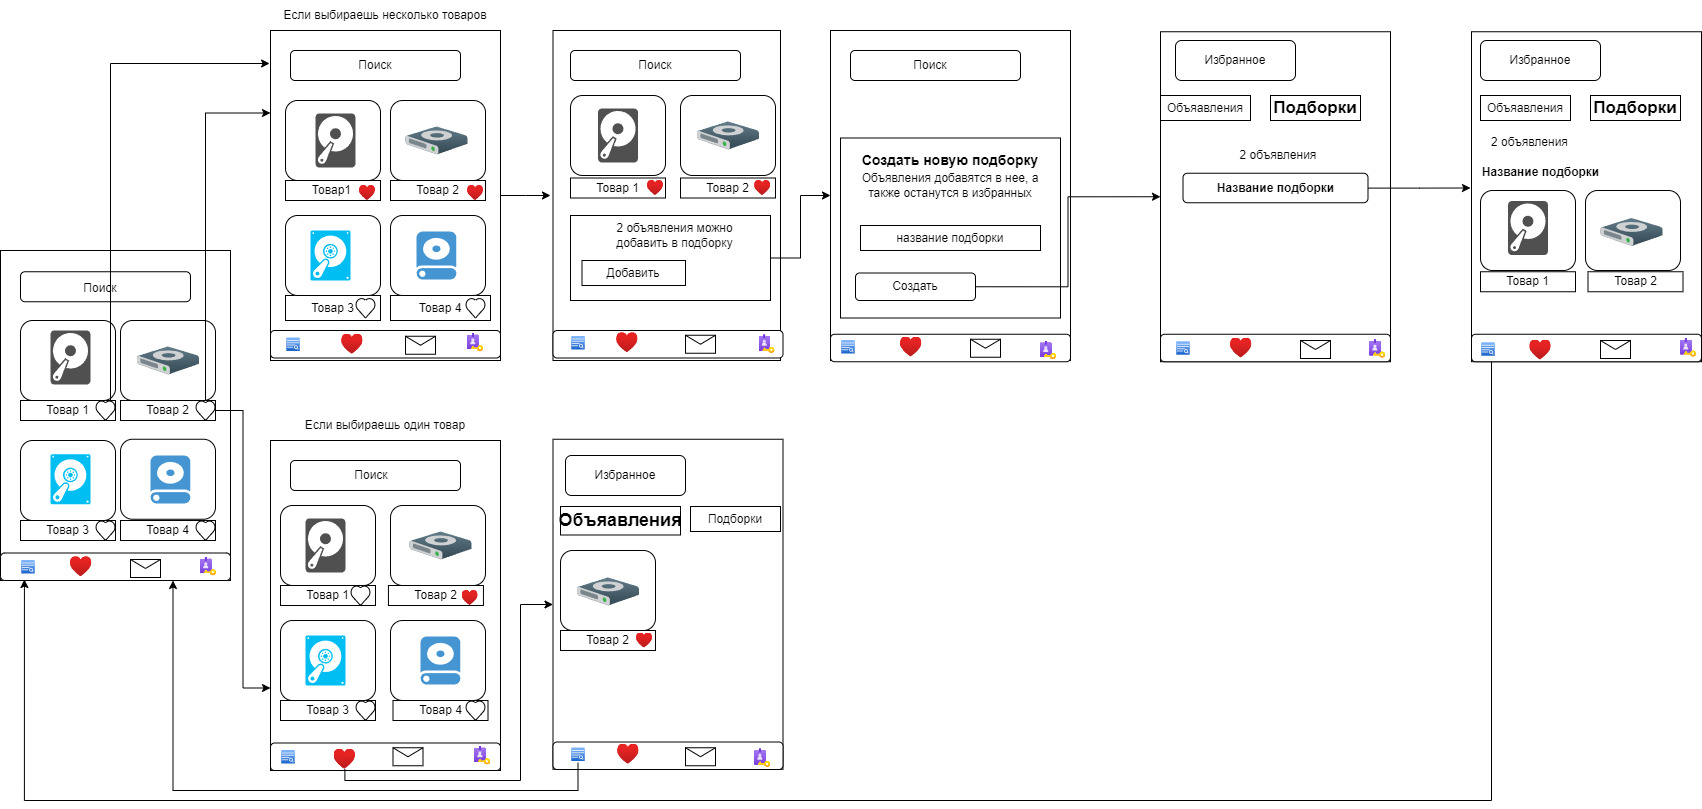 Если выбираешь несколько товаров
Поиск
Товар1
Товар 2
Товар 3
Товар 4
Поиск
Товар 1
Товар 2
2 объявления можно
добавить в подборку
Добавить
Поиск
Создать новую подборку
Объявления добавятся в нее, а
также останутся в избранных
название подборки
Создать
Избранное
Объяавления
Подборки
2 объявления
Название подборки
Избранное
Объяавления
Подборки
2 объявления
Название подборки
Товар 1
Товар 2
Поиск
Товар 1
Товар 2
Товар 3
Товар 4
Если выбираешь один товар
Поиск
Товар 1
Товар 2
Товар 3
Товар 4
Избранное
Объяавления
Подборки
Товар 2